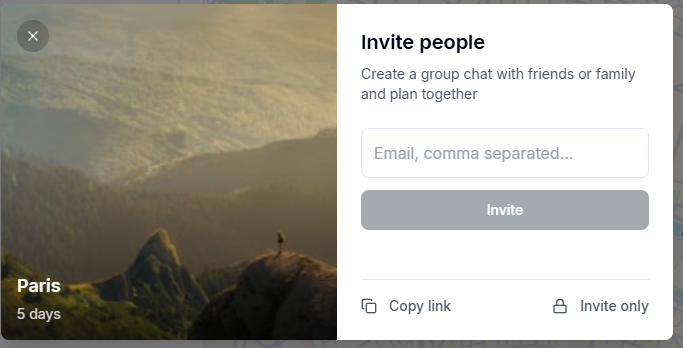 Invite people
Create a group chat with friends or family
and plan together
Email, comma separated...
Invite
Paris
5 days
Copy link
Invite only